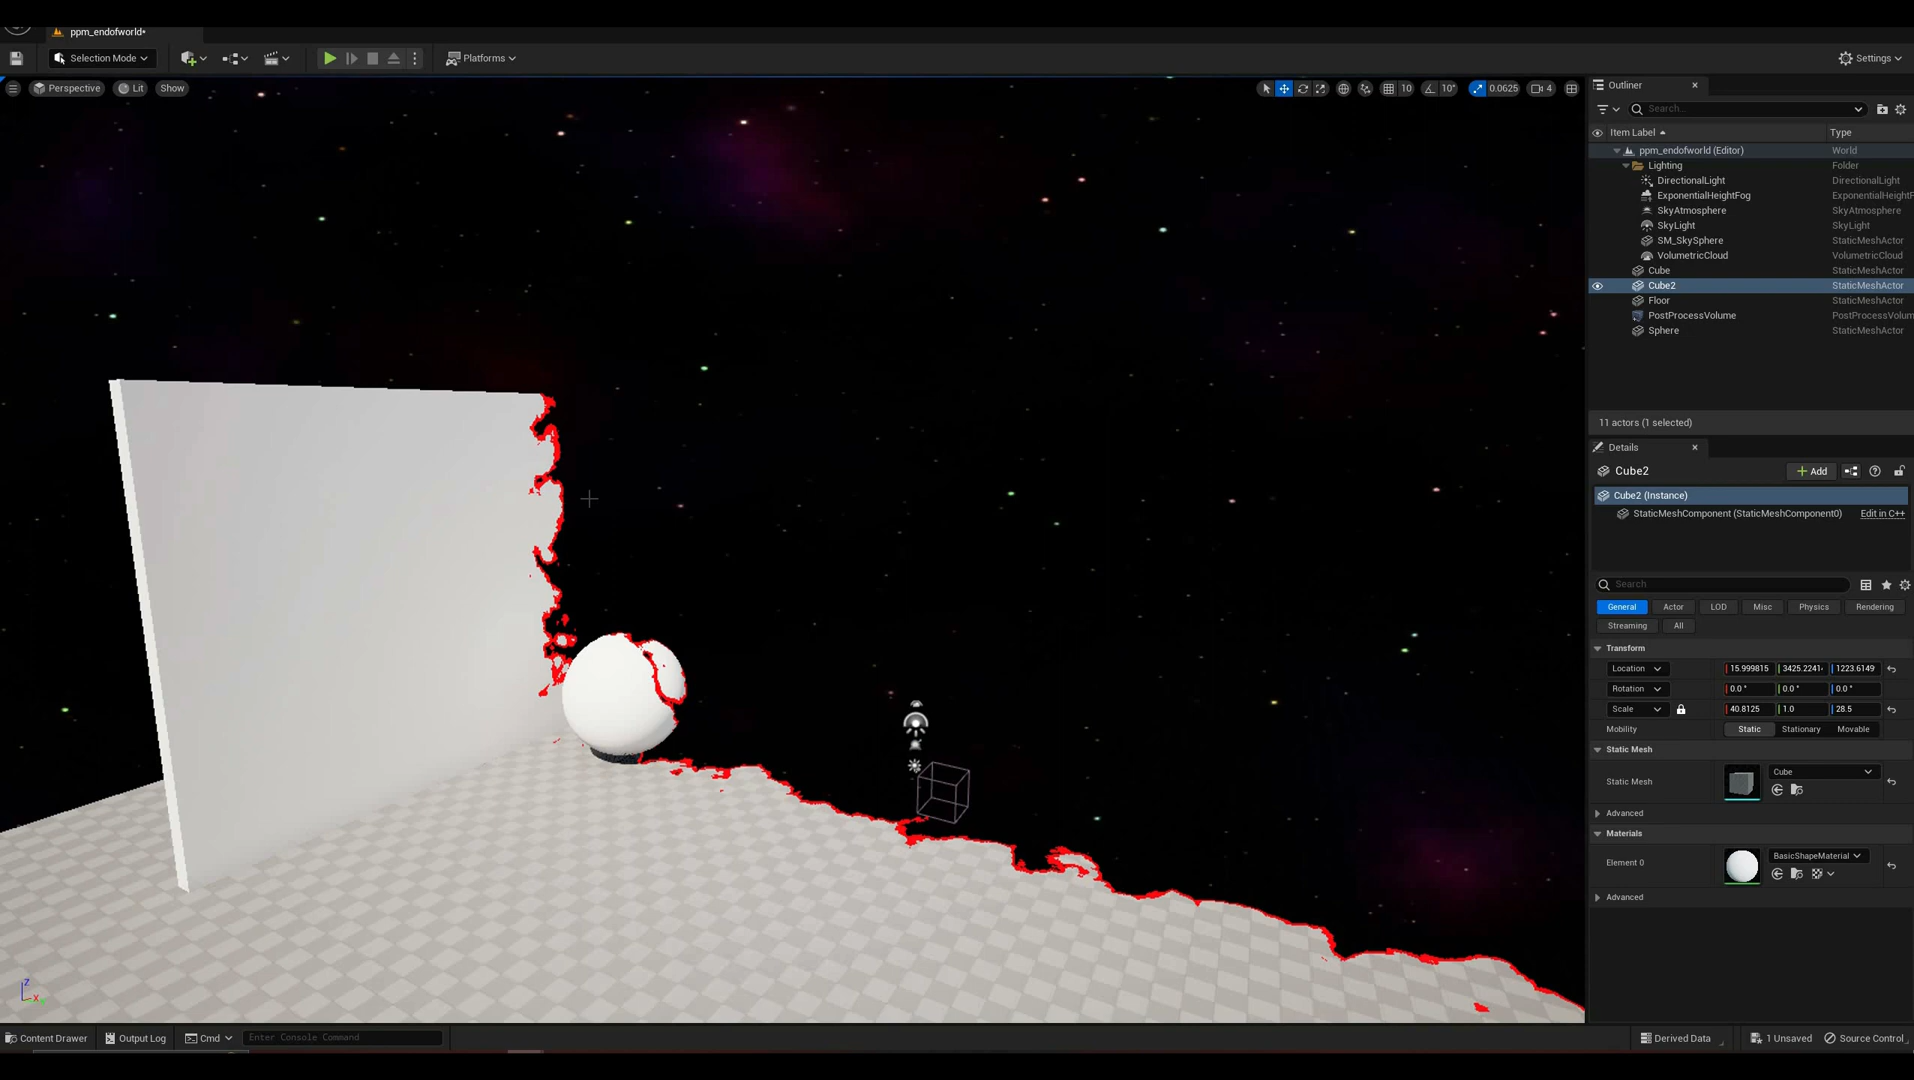 ppm_endofworld*
Selection Mode
Platforms
Settings
Perspective
Lit
Show
10
10°
0.0625
4
Outliner
Search...
Item Label
Type
ppm_endofworld (Editor)
World
Lighting
Folder
DirectionalLight
DirectionalLight
ExponentialHeightFog
ExponentialHeightF
SkyAtmosphere
SkyAtmosphere
SkyLight
SkyLight
SM_SkySphere
StaticMeshActor
VolumetricCloud
VolumetricCloud
Cube
StaticMeshActor
Cube2
StaticMeshActor
Floor
StaticMeshActor
PostProcessVolume
PostProcessVolum
Sphere
StaticMeshActor
11 actors (1 selected)
Details
Cube2
Add
Cube2 (Instance)
StaticMeshComponent (StaticMeshComponent0)
Edit in C++
Search
General
Actor
LOD
Misc
Physics
Rendering
Streaming
All
Transform
Location
15.999815
3425.2241
1223.6149
Rotation
0.0 °
0.0 °
0.0 °
Scale
40.8125
1.0
28.5
Mobility
Static
Stationary
Movable
Static Mesh
Static Mesh
Cube
Advanced
Materials
Element 0
BasicShapeMaterial
Advanced
Z
X
Content Drawer
Output Log
Cmd
Enter Console Command
Derived Data
1 Unsaved
Source Control